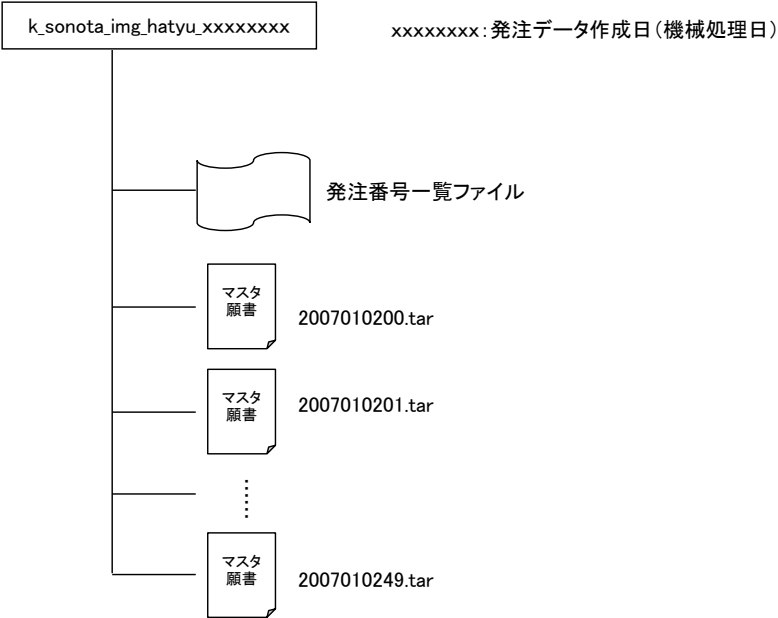 k_sonota_img_hatyu_xxxxxxxx
xxxxxxxx：発注データ作成日（機械処理日）
発注番号一覧ファイル
マスタ
願書
2007010200.tar
マスタ
願書
2007010201.tar
マスタ
願書
2007010249.tar